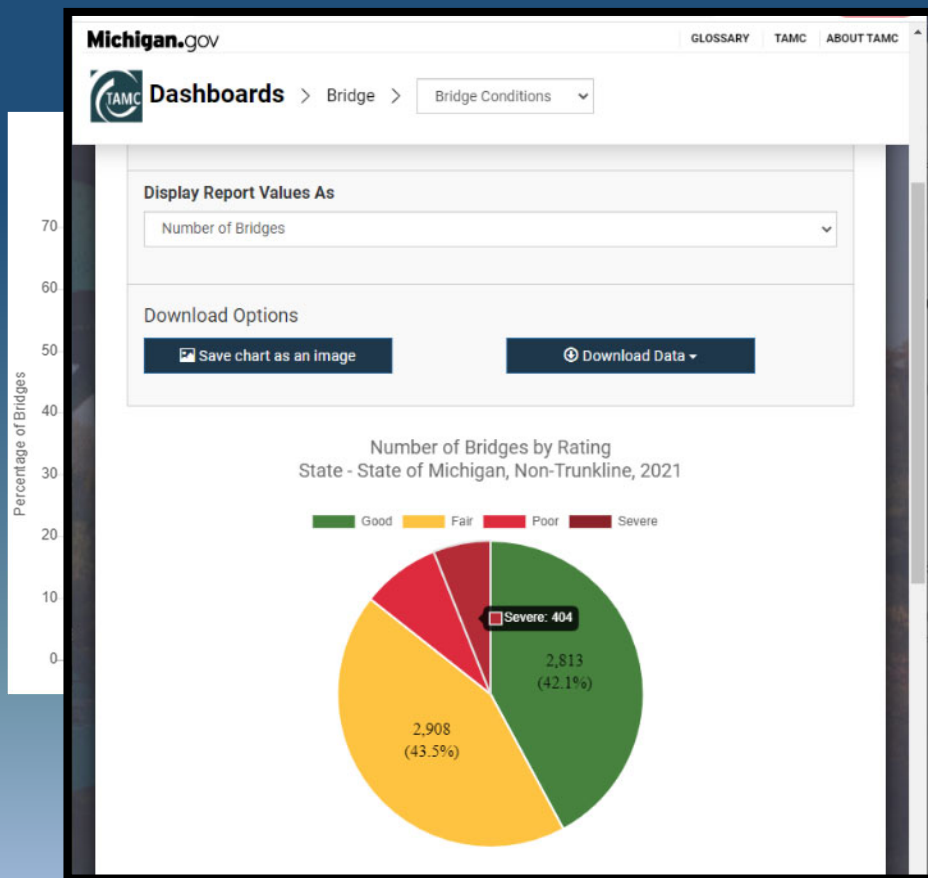 Michigan.gov
GLOSSARY TAMC ABOUT TAMC
TAMC Dashboards > Bridge > Bridge Conditions
Display Report Values As
Number of Bridges
Download Options
Save chart as an image
Download Data
Number of Bridges by Rating
State - State of Michigan, Non-Trunkline, 2021
Good Fair Poor Severe
Severe: 404
2,813
(42.1%)
2,908
(43.5%)
Percentage of Bridges
70
60
50
40
30
20
10
0